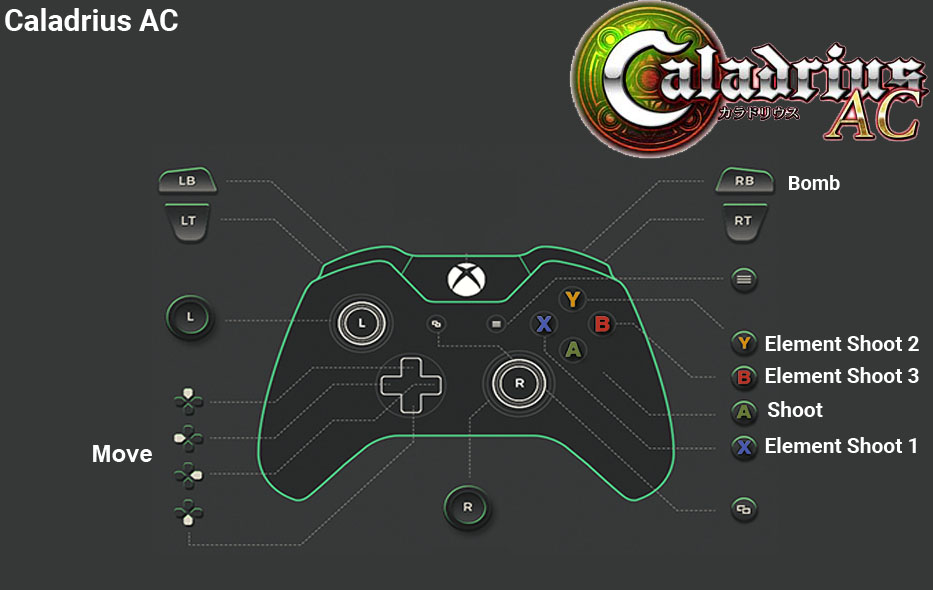 Caladrius AC
Caladrius
カラドリウス
AC
LB
RB
Bomb
LT
RT
L
L
Y
X
B
A
R
Y
Element Shoot 2
B
Element Shoot 3
A
Shoot
X
Element Shoot 1
Move
R